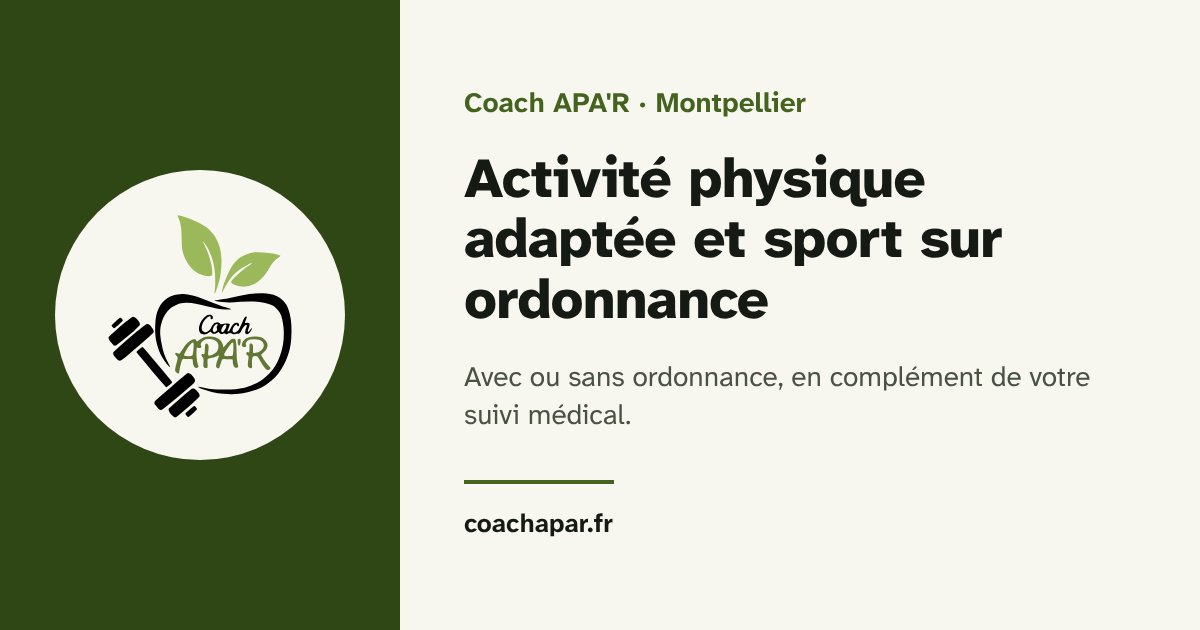 Coach
APA'R
Coach APA'R · Montpellier
Activité physique
adaptée et sport sur
ordonnance
Avec ou sans ordonnance, en complément de votre
suivi médical.
coachapar.fr